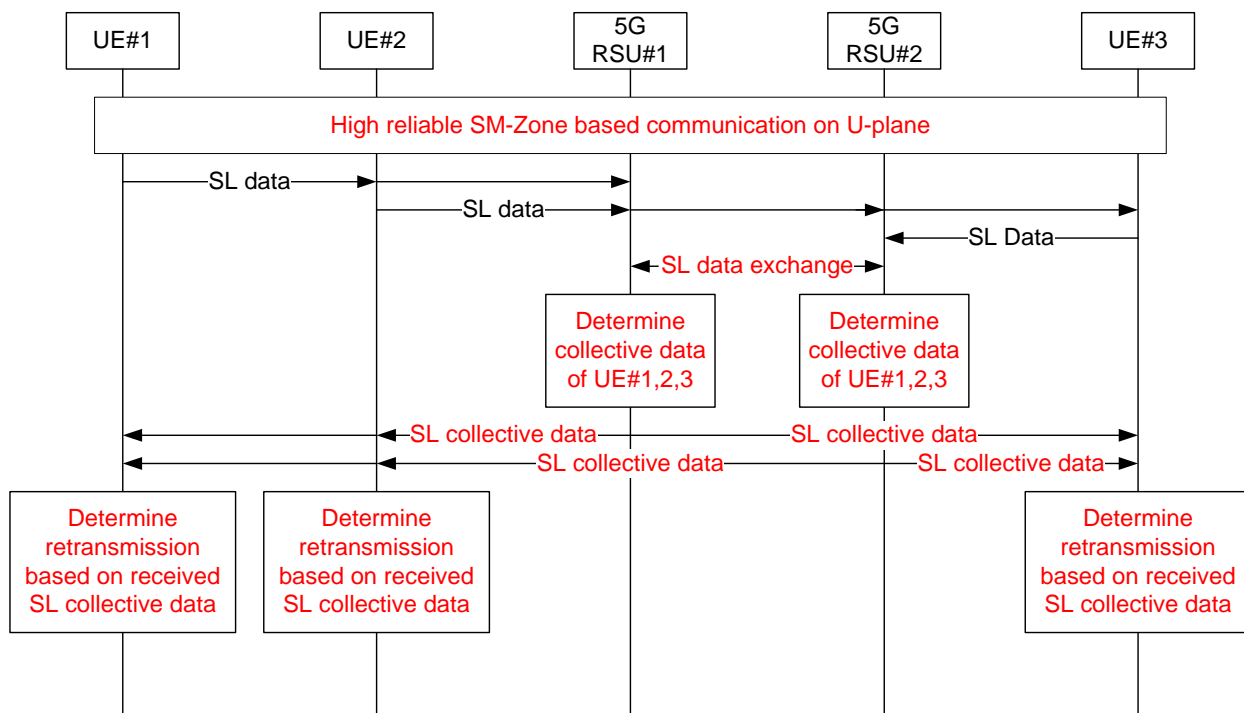 UE#1
UE#2
5G
RSU#1
5G
RSU#2
UE#3
High reliable SM-Zone based communication on U-plane
SL data
SL data
SL Data
SL data exchange
Determine
collective data
of UE#1,2,3
Determine
collective data
of UE#1,2,3
SL collective data
SL collective data
SL collective data
SL collective data
Determine
retransmission
based on received
SL collective data
Determine
retransmission
based on received
SL collective data
Determine
retransmission
based on received
SL collective data